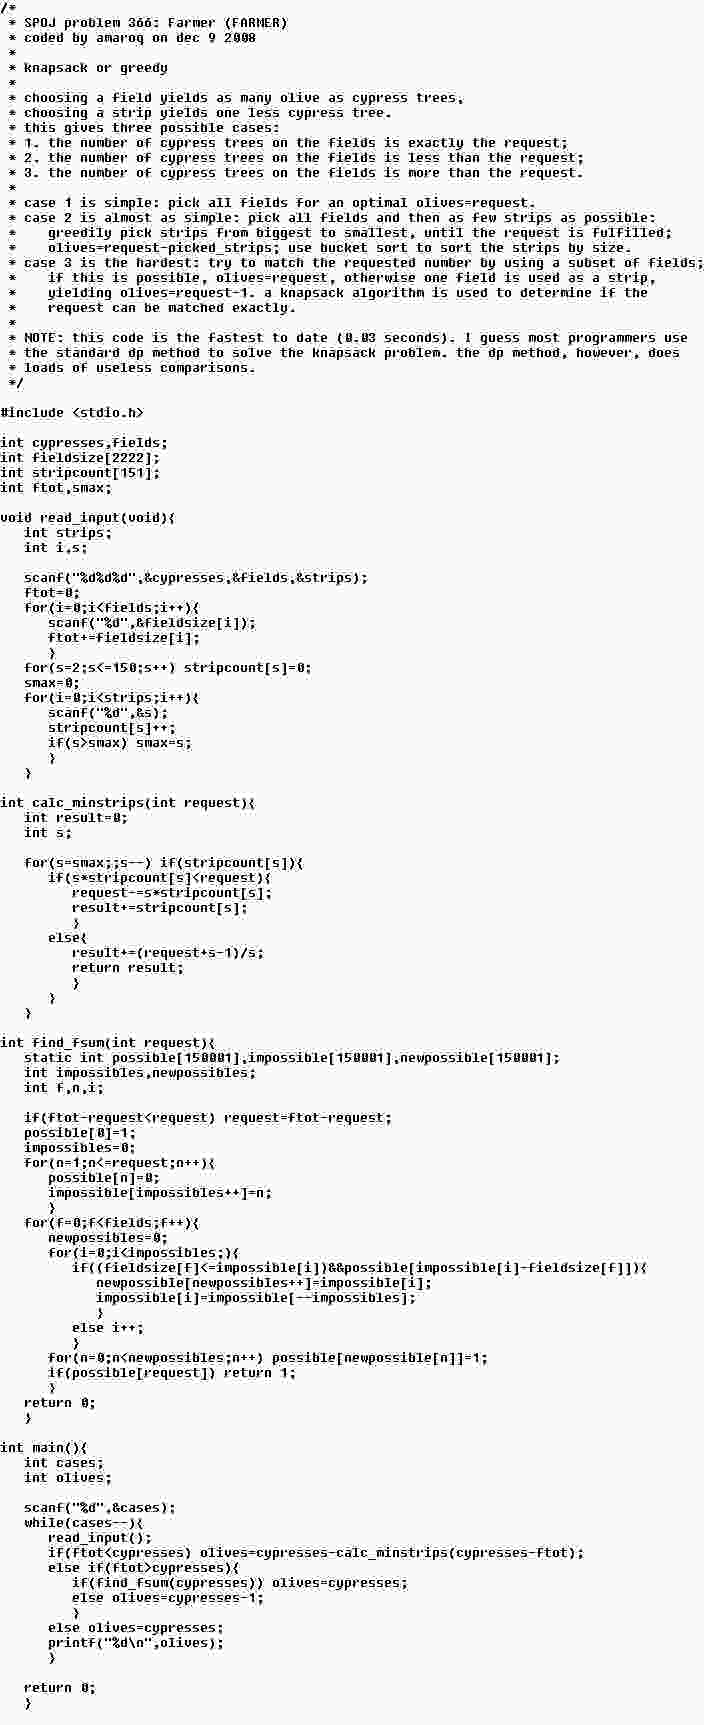 /*
 * SPOJ problem 366: Farmer (FARMER)
 * coded by amaroq on dec 9 2008
 *
 * knapsack or greedy
 *
 * choosing a field yields as many olive as cypress trees,
 * choosing a strip yields one less cypress tree.
 * this gives three possible cases:
 * 1. the number of cypress trees on the fields is exactly the request;
 * 2. the number of cypress trees on the fields is less than the request;
 * 3. the number of cypress trees on the fields is more than the request.
 *
 * case 1 is simple: pick all fields for an optimal olives=request.
 * case 2 is almost as simple: pick all fields and then as few strips as possible:
 *    greedily pick strips from biggest to smallest, until the request is fulfilled;
 *    olives=request-picked_strips; use bucket sort to sort the strips by size.
 * case 3 is the hardest: try to match the requested number by using a subset of fields;
 *    if this is possible, olives=request, otherwise one field is used as a strip,
 *    yielding olives=request-1. a knapsack algorithm is used to determine if the
 *    request can be matched exactly.
 *
 * NOTE: this code is the fastest to date (0.03 seconds). I guess most programmers use
 * the standard dp method to solve the knapsack problem. the dp method, however, does
 * loads of useless comparisons.
 */
#include <stdio.h>
int cypresses,fields;
int fieldsize[2222];
int stripcount[151];
int ftot,smax;
void read_input(void){
   int strips;
   int i,s;
   scanf("%d%d%d",&cypresses,&fields,&strips);
   ftot=0;
   for(i=0;i<fields;i++){
      scanf("%d",&fieldsize[i]);
      ftot+=fieldsize[i];
      }
   for(s=2;s<=150;s++) stripcount[s]=0;
   smax=0;
   for(i=0;i<strips;i++){
      scanf("%d",&s);
      stripcount[s]++;
      if(s>smax) smax=s;
      }
   }
int calc_minstrips(int request){
   int result=0;
   int s;
   for(s=smax;;s--) if(stripcount[s]){
      if(s*stripcount[s]<request){
         request-=s*stripcount[s];
         result+=stripcount[s];
         }
      else{
         result+=(request+s-1)/s;
         return result;
         }
      }
   }
int find_fsum(int request){
   static int possible[150001],impossible[150001],newpossible[150001];
   int impossibles,newpossibles;
   int f,n,i;
   if(ftot-request<request) request=ftot-request;
   possible[0]=1;
   impossibles=0;
   for(n=1;n<=request;n++){
      possible[n]=0;
      impossible[impossibles++]=n;
      }
   for(f=0;f<fields;f++){
      newpossibles=0;
      for(i=0;i<impossibles;){
         if((fieldsize[f]<=impossible[i])&&possible[impossible[i]-fieldsize[f]]){
            newpossible[newpossibles++]=impossible[i];
            impossible[i]=impossible[--impossibles];
            }
         else i++;
         }
      for(n=0;n<newpossibles;n++) possible[newpossible[n]]=1;
      if(possible[request]) return 1;
      }
   return 0;
   }
int main(){
   int cases;
   int olives;
   scanf("%d",&cases);
   while(cases--){
      read_input();
      if(ftot<cypresses) olives=cypresses-calc_minstrips(cypresses-ftot);
      else if(ftot>cypresses){
         if(find_fsum(cypresses)) olives=cypresses;
         else olives=cypresses-1;
         }
      else olives=cypresses;
      printf("%d\n",olives);
      }
   return 0;
   }